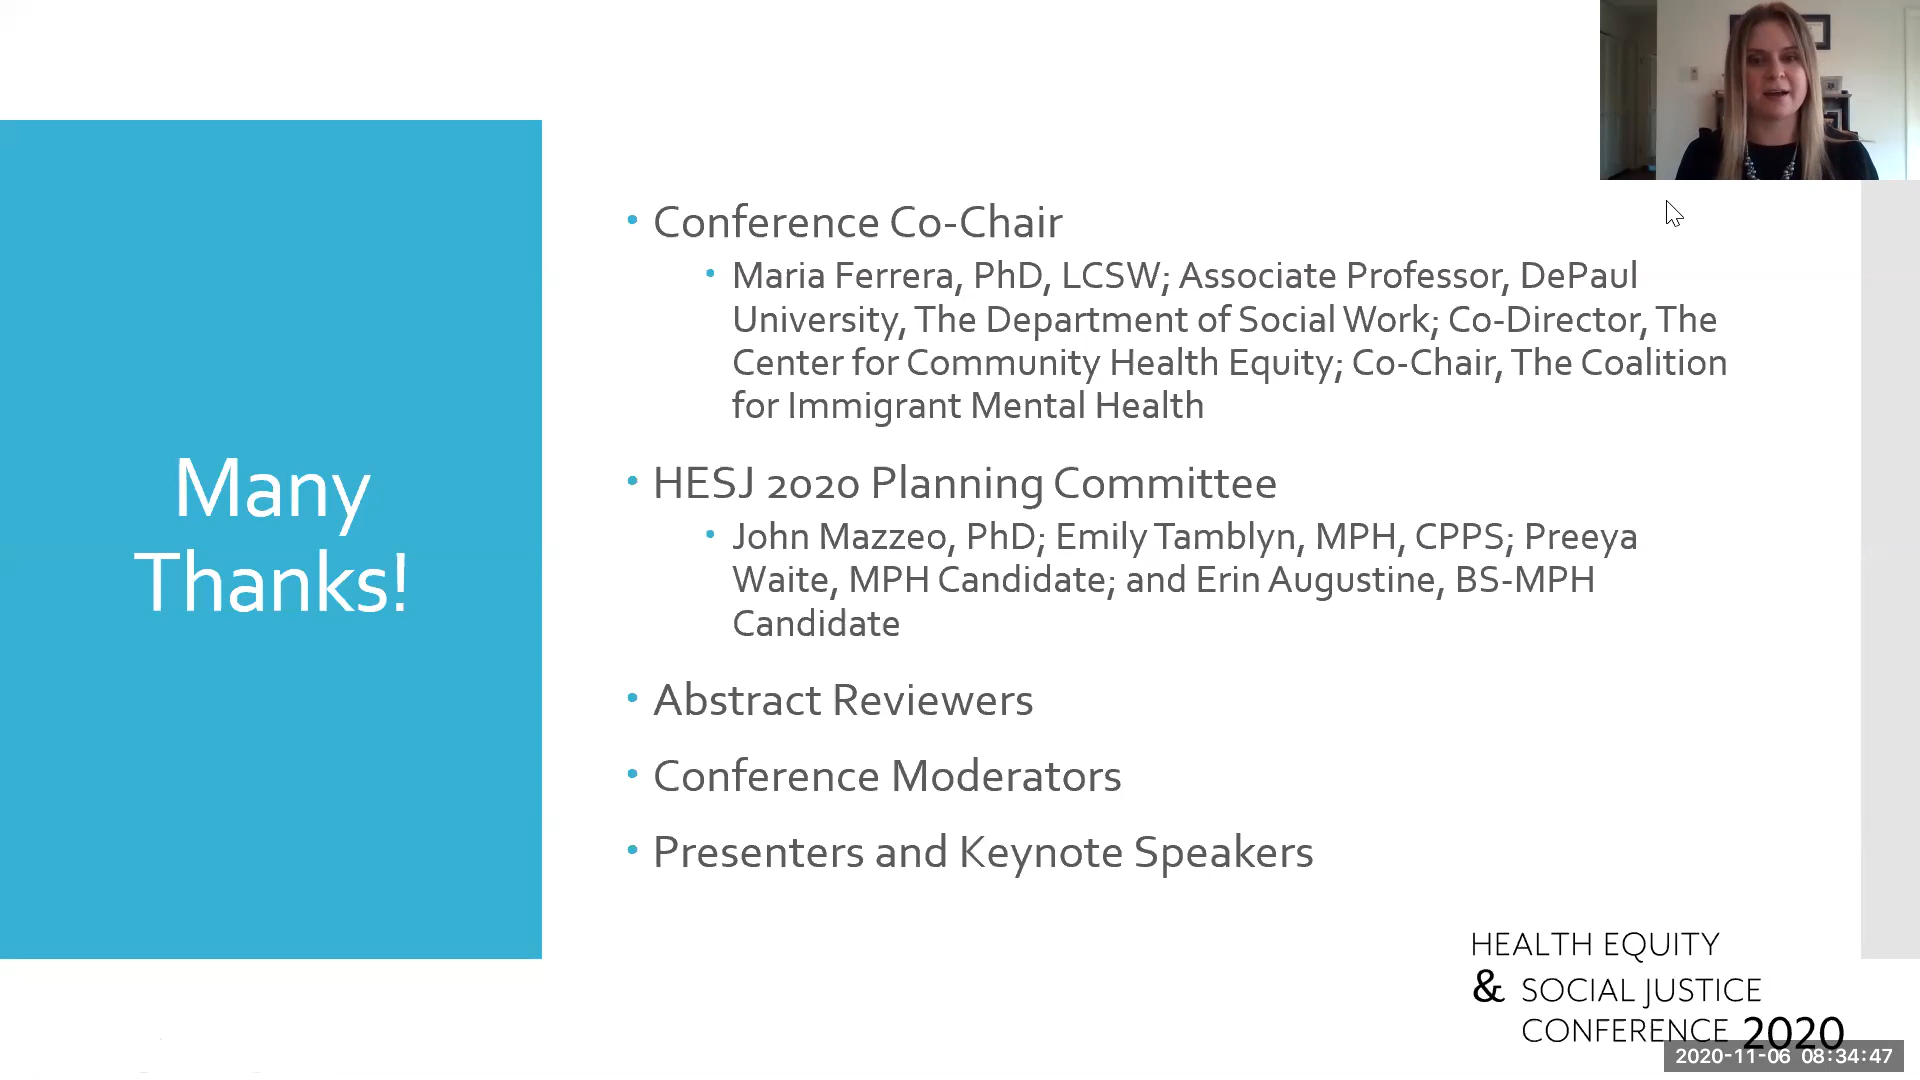 Many
Thanks!
Conference Co-Chair
Maria Ferrera, PhD, LCSW; Associate Professor, DePaul
University, The Department of Social Work; Co-Director, The
Center for Community Health Equity; Co-Chair, The Coalition
for Immigrant Mental Health
HESJ 2020 Planning Committee
John Mazzeo, PhD; Emily Tamblyn, MPH, CPPS; Preeya
Waite, MPH Candidate; and Erin Augustine, BS-MPH
Candidate
Abstract Reviewers
Conference Moderators
Presenters and Keynote Speakers
HEALTH EQUITY
& SOCIAL JUSTICE
CONFERENCE 2020
2020-11-06 08:34:47